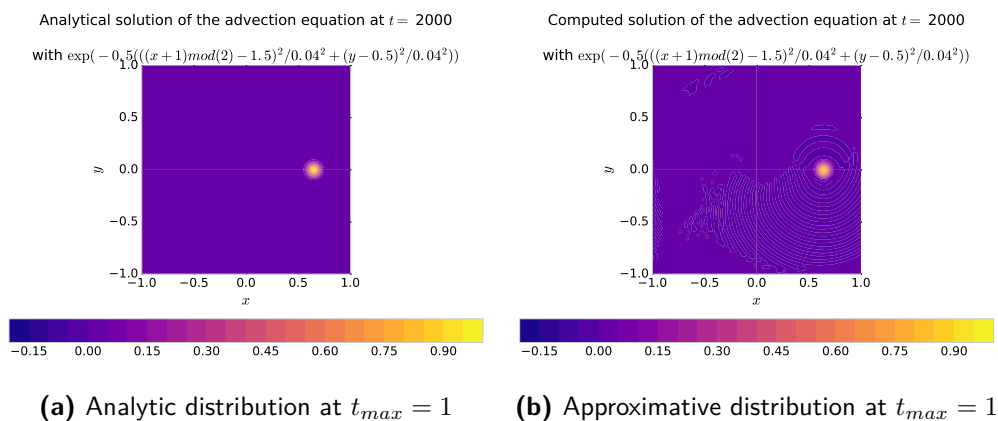 Analytical solution of the advection equation at t = 2000
with exp(−0.5(((x+1)mod(2)−1.5)²/0.04²+(y−0.5)²/0.04²))
1.0
0.5
0.0
−0.5
−1.0
y
−1.0 −0.5 0.0 0.5 1.0
x
−0.15 0.00 0.15 0.30 0.45 0.60 0.75 0.90
(a) Analytic distribution at tmax = 1
Computed solution of the advection equation at t = 2000
with exp(−0.5(((x+1)mod(2)−1.5)²/0.04²+(y−0.5)²/0.04²))
1.0
0.5
0.0
−0.5
−1.0
y
−1.0 −0.5 0.0 0.5 1.0
x
−0.15 0.00 0.15 0.30 0.45 0.60 0.75 0.90
(b) Approximative distribution at tmax = 1